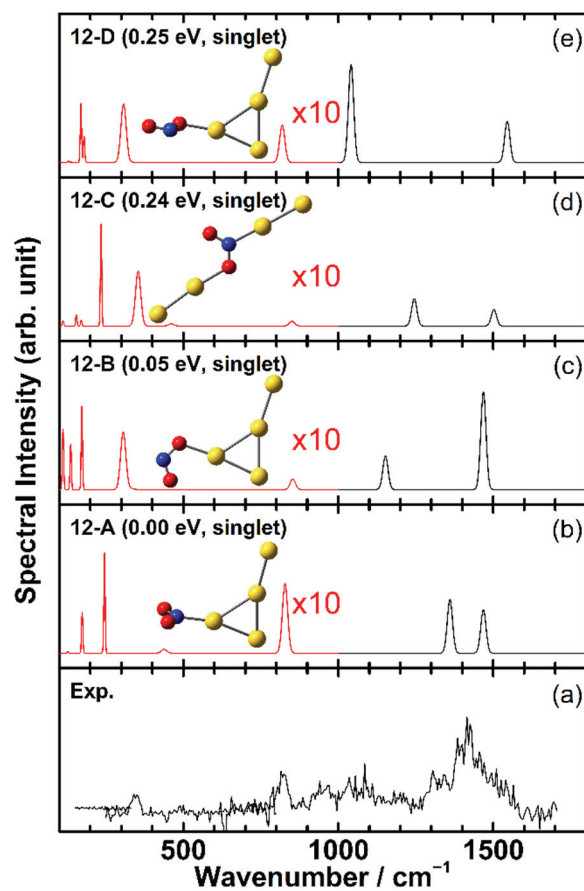 12-D (0.25 eV, singlet) (e)
x10
12-C (0.24 eV, singlet) (d)
x10
12-B (0.05 eV, singlet) (c)
x10
12-A (0.00 eV, singlet) (b)
x10
Exp. (a)
Spectral Intensity (arb. unit)
500 1000 1500
Wavenumber / cm⁻¹